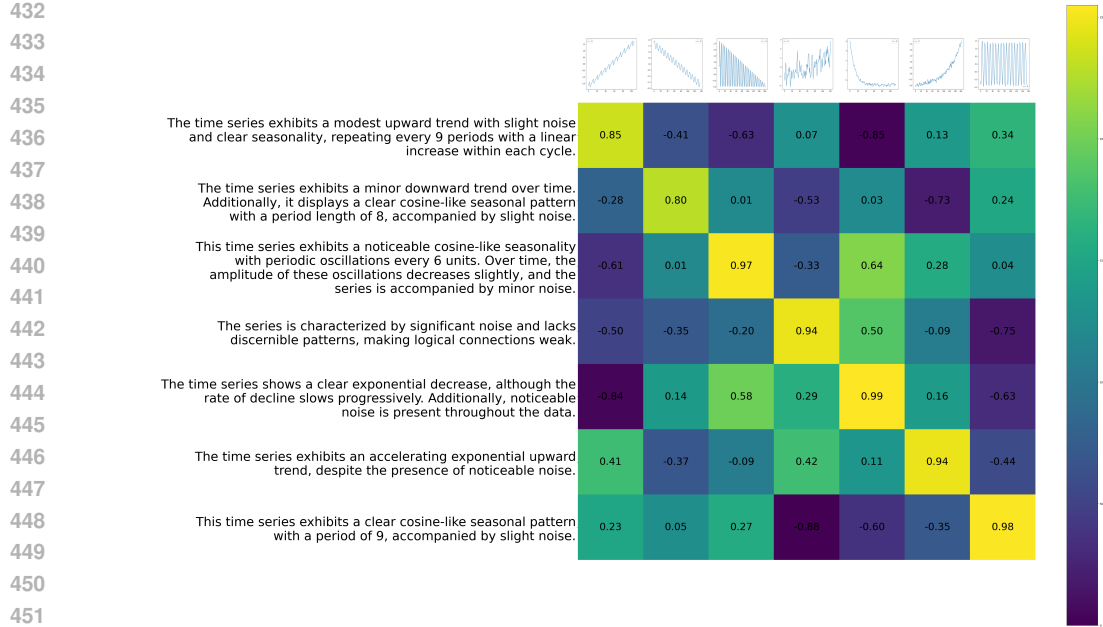 432
433
434
435
The time series exhibits a modest upward trend with slight noise
436
and clear seasonality, repeating every 9 periods with a linear
increase within each cycle.
0.85 -0.41 -0.63 0.07 -0.85 0.13 0.34
437
The time series exhibits a minor downward trend over time.
438
Additionally, it displays a clear cosine-like seasonal pattern
with a period length of 8, accompanied by slight noise.
-0.28 0.80 0.01 -0.53 0.03 -0.73 0.24
439
This time series exhibits a noticeable cosine-like seasonality
440
with periodic oscillations every 6 units. Over time, the
amplitude of these oscillations decreases slightly, and the
series is accompanied by minor noise.
-0.61 0.01 0.97 -0.33 0.64 0.28 0.04
441
442
The series is characterized by significant noise and lacks
discernible patterns, making logical connections weak.
-0.50 -0.35 -0.20 0.94 0.50 -0.09 -0.75
443
The time series shows a clear exponential decrease, although the
444
rate of decline slows progressively. Additionally, noticeable
noise is present throughout the data.
-0.84 0.14 0.58 0.29 0.99 0.16 -0.63
445
446
The time series exhibits an accelerating exponential upward
trend, despite the presence of noticeable noise.
0.41 -0.37 -0.09 0.42 0.11 0.94 -0.44
447
448
This time series exhibits a clear cosine-like seasonal pattern
with a period of 9, accompanied by slight noise.
0.23 0.05 0.27 -0.88 -0.60 -0.35 0.98
449
450
451